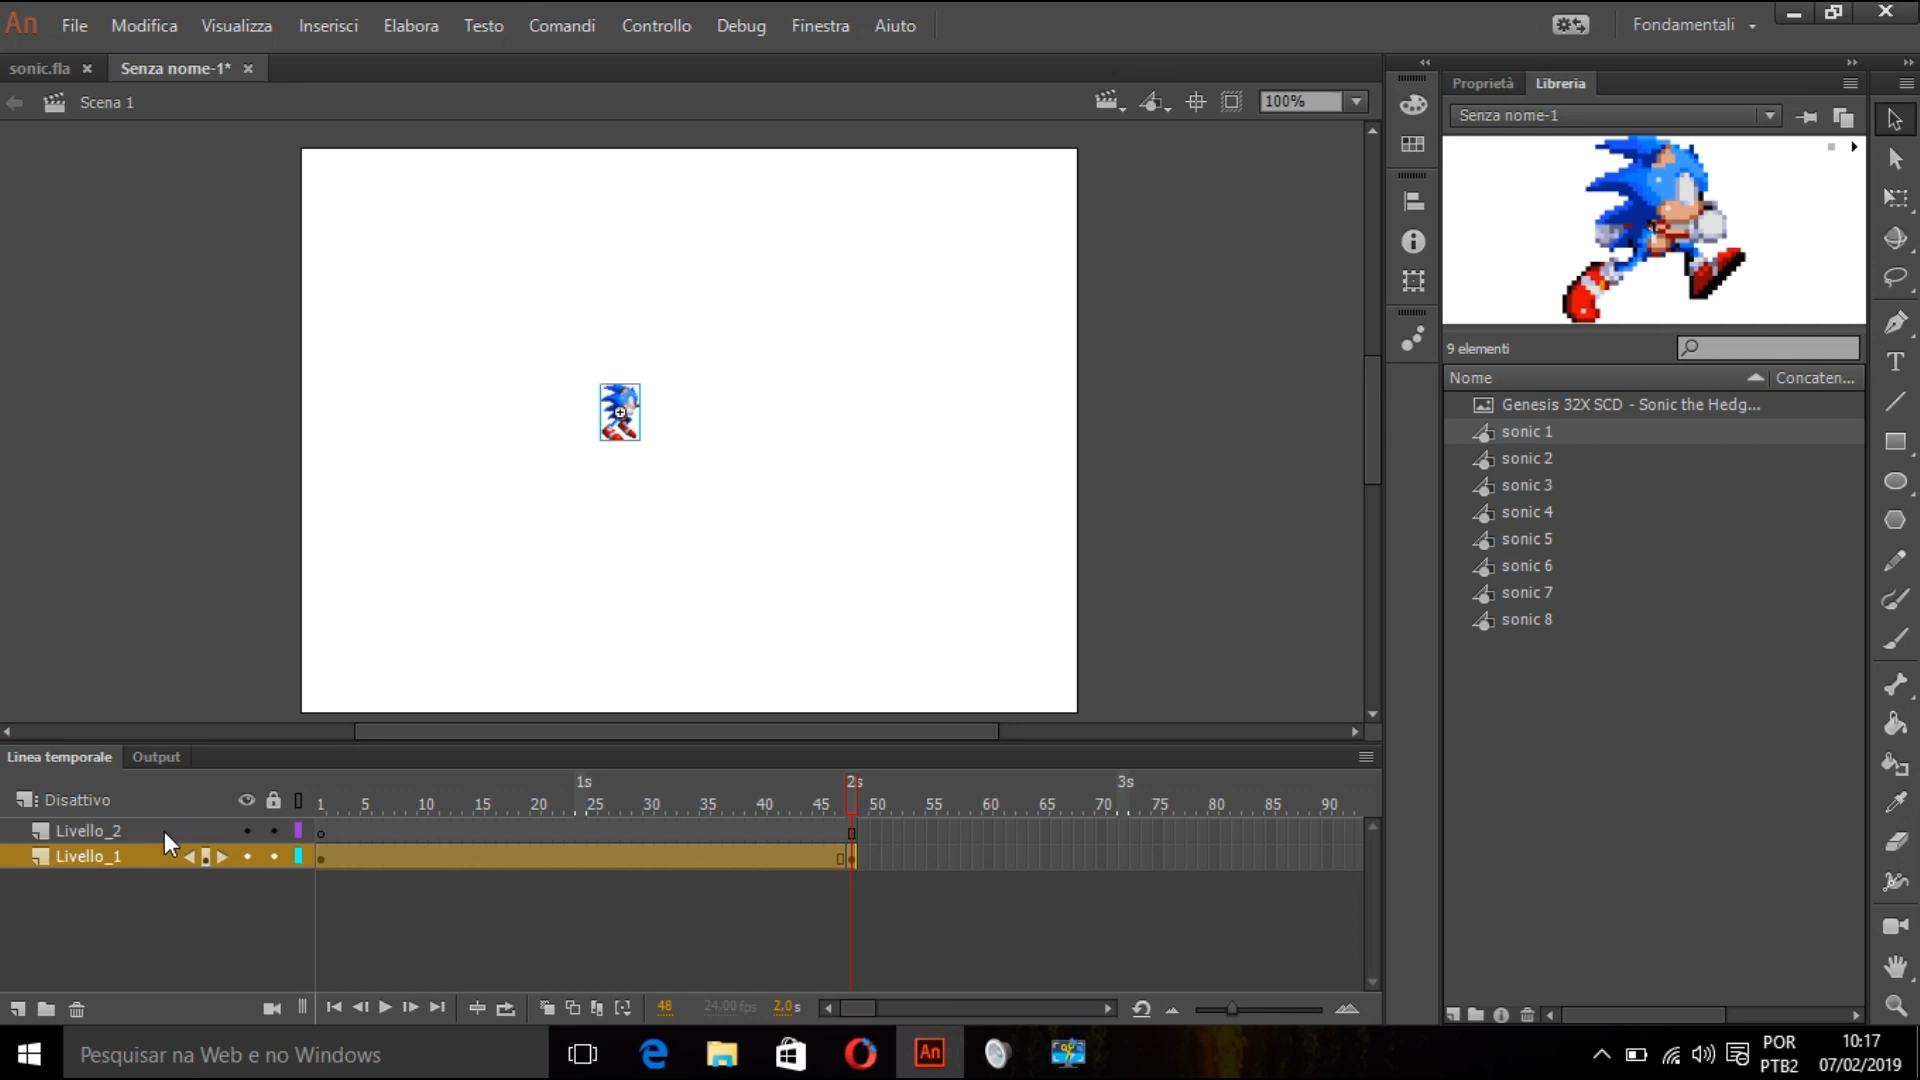 An File Modifica Visualizza Inserisci Elabora Testo Comandi Controllo Debug Finestra Aiuto Fondamentali
sonic.fla Senza nome-1*
Scena 1 100%
Proprietà Libreria
Senza nome-1
9 elementi
Nome Concaten...
Genesis 32X SCD - Sonic the Hedg...
sonic 1
sonic 2
sonic 3
sonic 4
sonic 5
sonic 6
sonic 7
sonic 8
Linea temporale Output
1s 2s 3s
Disattivo 1 5 10 15 20 25 30 35 40 45 50 55 60 65 70 75 80 85 90
Livello_2
Livello_1
48 24,00 fps 2,0 s
Pesquisar na Web e no Windows
An
POR
PTB2
10:17
07/02/2019